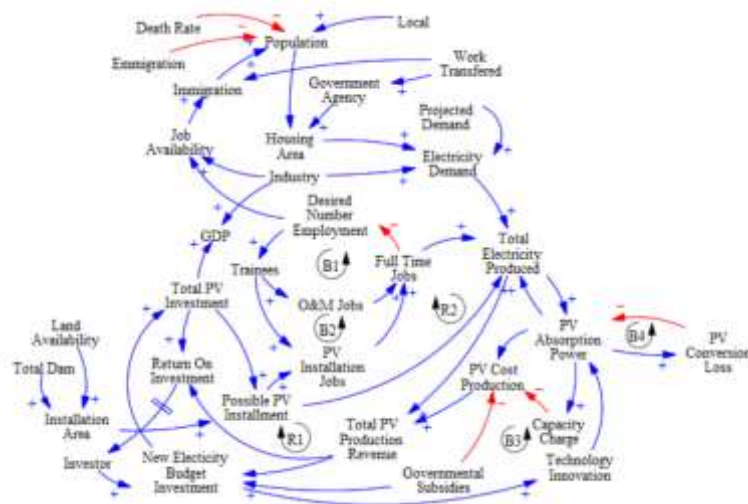 Death Rate
Local
Population
Emmigration
Work
Transfered
Immigration
Government
Agency
Projected
Demand
Job
Availability
Housing
Area
Electricity
Demand
Industry
Desired
Number
Employment
GDP
Total
Electricity
Produced
Trainees
B1
Full Time
Jobs
Total PV
Investment
O&M Jobs
R2
Land
Availability
B2
PV
Absorption
Power
B4
PV
Conversion
Loss
Total Dam
Return On
Investment
PV
Installation
Jobs
PV Cost
Production
Possible PV
Installment
Installation
Area
R1
Total PV
Production
Revenue
B3
Capacity
Charge
Investor
New Electicity
Budget
Investment
Governmental
Subsidies
Technology
Innovation